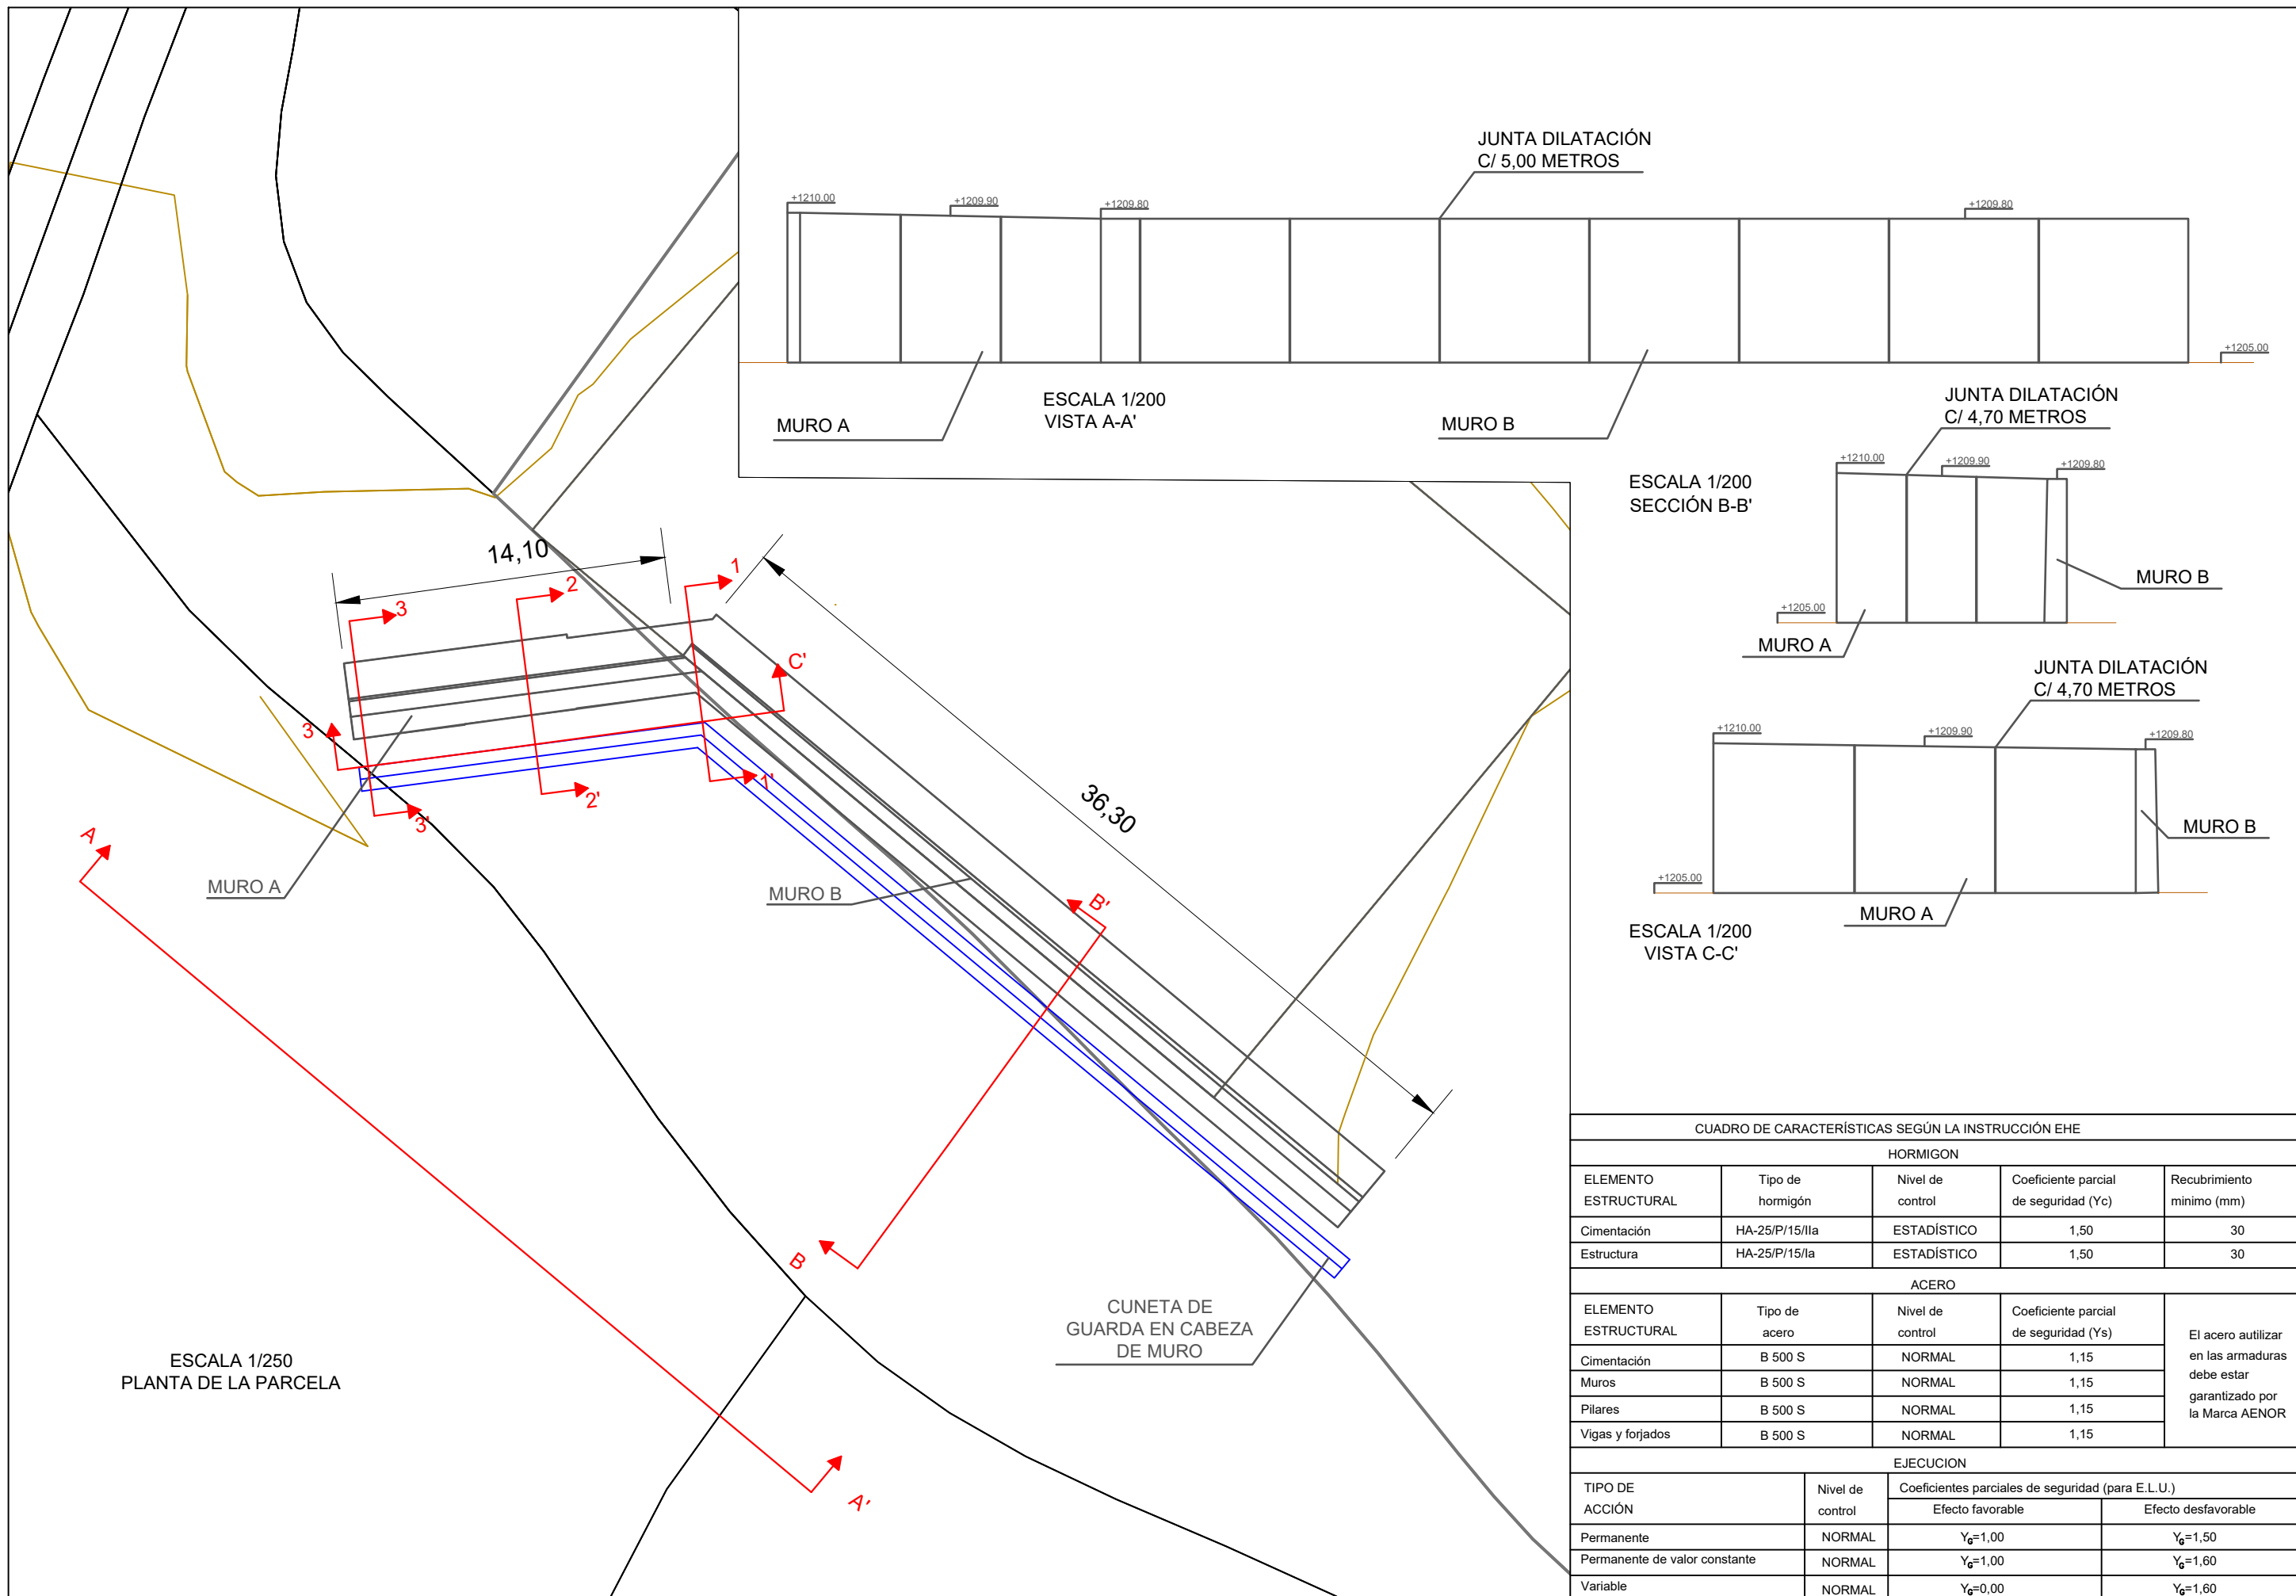 JUNTA DILATACIÓN
C/ 5,00 METROS
+1210.00
+1209.90
+1209.80
+1209.80
+1205.00
ESCALA 1/200
VISTA A-A'
MURO A
MURO B
JUNTA DILATACIÓN
C/ 4,70 METROS
+1210.00
+1209.90
+1209.80
ESCALA 1/200
SECCIÓN B-B'
MURO B
+1205.00
MURO A
JUNTA DILATACIÓN
C/ 4,70 METROS
+1210.00
+1209.90
+1209.80
MURO B
+1205.00
MURO A
ESCALA 1/200
VISTA C-C'
14,10
1
2
3
C'
3
1'
2'
3'
36,30
A
MURO A
MURO B
B'
B
CUNETA DE
GUARDA EN CABEZA
DE MURO
ESCALA 1/250
PLANTA DE LA PARCELA
A'
CUADRO DE CARACTERÍSTICAS SEGÚN LA INSTRUCCIÓN EHE
HORMIGON
ELEMENTO ESTRUCTURAL Tipo de hormigón Nivel de control Coeficiente parcial de seguridad (Yc) Recubrimiento minimo (mm)
Cimentación HA-25/P/15/IIa ESTADÍSTICO 1,50 30
Estructura HA-25/P/15/Ia ESTADÍSTICO 1,50 30
ACERO
ELEMENTO ESTRUCTURAL Tipo de acero Nivel de control Coeficiente parcial de seguridad (Ys)
Cimentación B 500 S NORMAL 1,15
Muros B 500 S NORMAL 1,15
Pilares B 500 S NORMAL 1,15
Vigas y forjados B 500 S NORMAL 1,15
El acero autilizar
en las armaduras
debe estar
garantizado por
la Marca AENOR
EJECUCION
TIPO DE ACCIÓN Nivel de control Coeficientes parciales de seguridad (para E.L.U.)
Efecto favorable Efecto desfavorable
Permanente NORMAL YG=1,00 YG=1,50
Permanente de valor constante NORMAL YG=1,00 YG=1,60
Variable NORMAL YG=0,00 YG=1,60